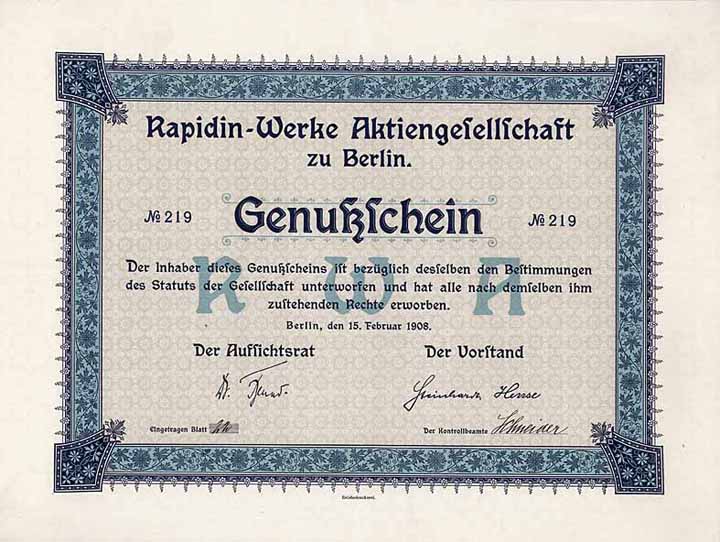 Rapidin-Werke Aktiengesellschaft
zu Berlin.
№ 219 Genußschein № 219
R W A
Der Inhaber dieses Genußscheins ist bezüglich desselben den Bestimmungen
des Statuts der Gesellschaft unterworfen und hat alle nach demselben ihm
zustehenden Rechte erworben.
Berlin, den 15. Februar 1908.
Der Aufsichtsrat Der Vorstand
Steinhardt Hesse
Eingetragen Blatt
Der Kontrollbeamte Schneider